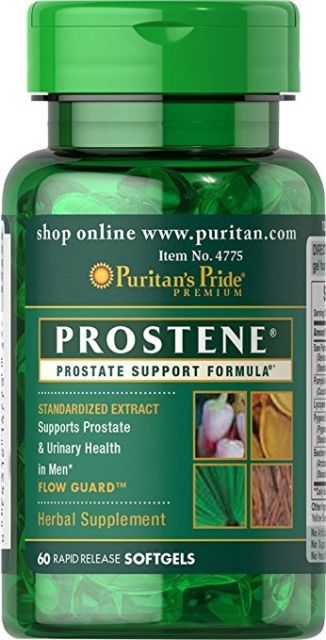 shop online www.puritan.com
Item No. 4775
Puritan's Pride®
PREMIUM
PROSTENE®
PROSTATE SUPPORT FORMULA®*
STANDARDIZED EXTRACT
Supports Prostate
& Urinary Health
in Men*
FLOW GUARD™
Herbal Supplement
60 RAPID RELEASE SOFTGELS